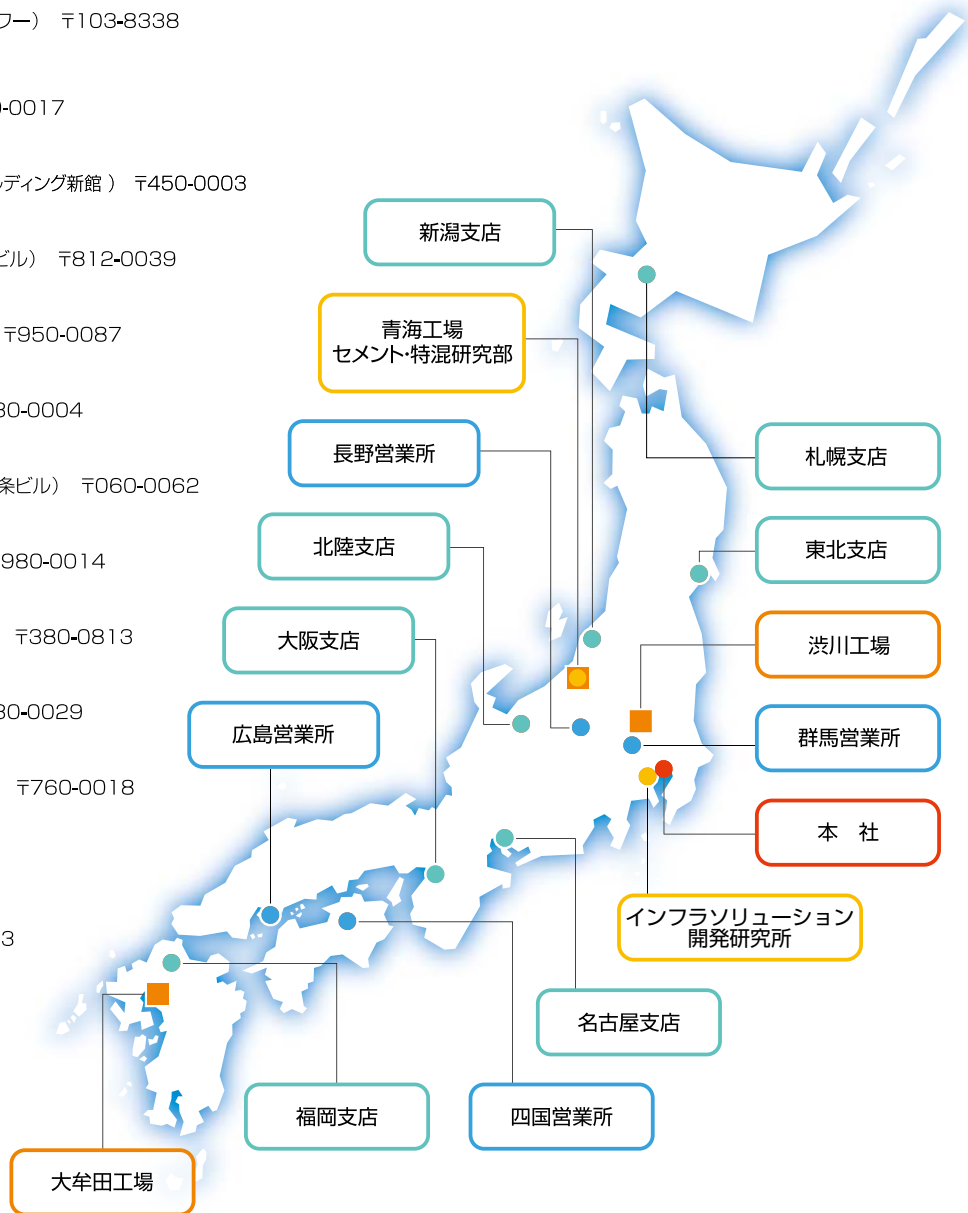 ワー） 〒103-8338
-0017
ルディング新館 ） 〒450-0003
ビル） 〒812-0039
〒950-0087
30-0004
条ビル） 〒060-0062
980-0014
〒380-0813
30-0029
〒760-0018
3
新潟支店
青海工場
セメント・特混研究部
長野営業所
北陸支店
大阪支店
広島営業所
札幌支店
東北支店
渋川工場
群馬営業所
本 社
インフラソリューション
開発研究所
名古屋支店
福岡支店
四国営業所
大牟田工場